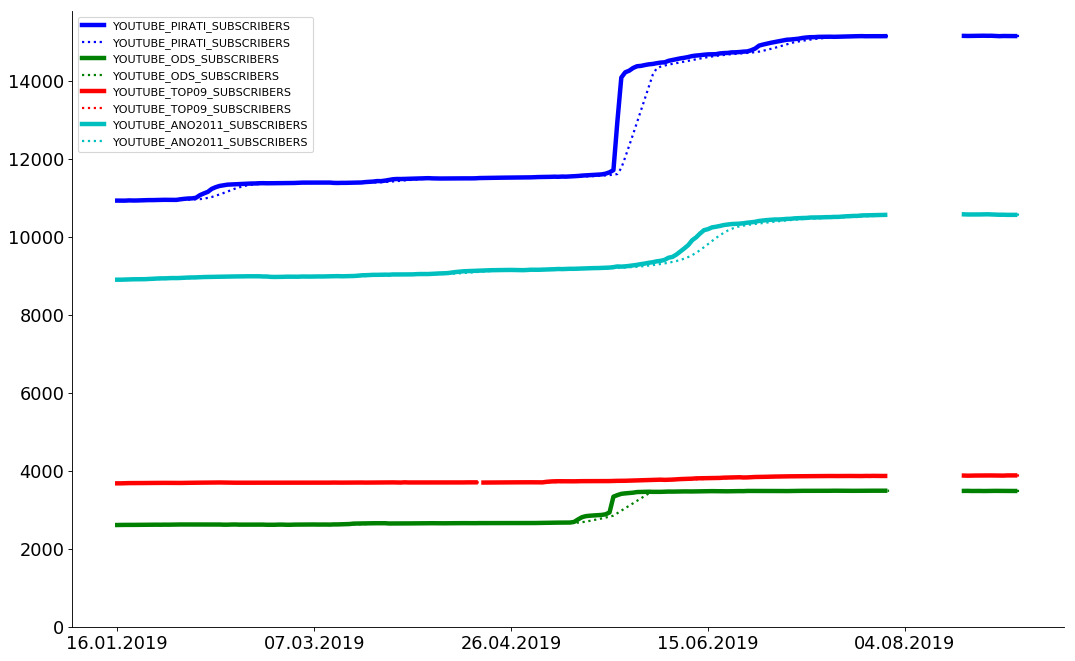 YOUTUBE_PIRATI_SUBSCRIBERS
YOUTUBE_PIRATI_SUBSCRIBERS
YOUTUBE_ODS_SUBSCRIBERS
YOUTUBE_ODS_SUBSCRIBERS
YOUTUBE_TOP09_SUBSCRIBERS
YOUTUBE_TOP09_SUBSCRIBERS
YOUTUBE_ANO2011_SUBSCRIBERS
YOUTUBE_ANO2011_SUBSCRIBERS
14000
12000
10000
8000
6000
4000
2000
0
16.01.2019 07.03.2019 26.04.2019 15.06.2019 04.08.2019